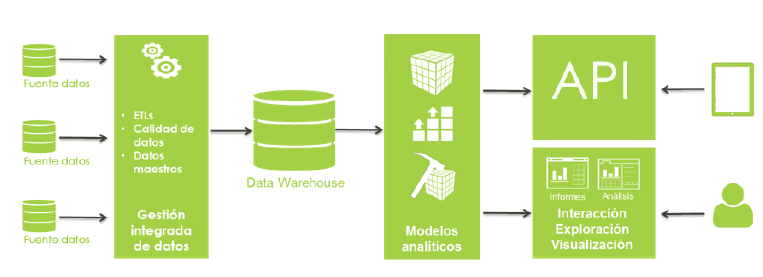 Fuente datos
Fuente datos
Fuente datos
• ETLs
• Calidad de
datos
• Datos
maestros
Gestión
integrada
de datos
Data Warehouse
Modelos
analíticos
API
Informes
Análisis
Interacción
Exploración
Visualización